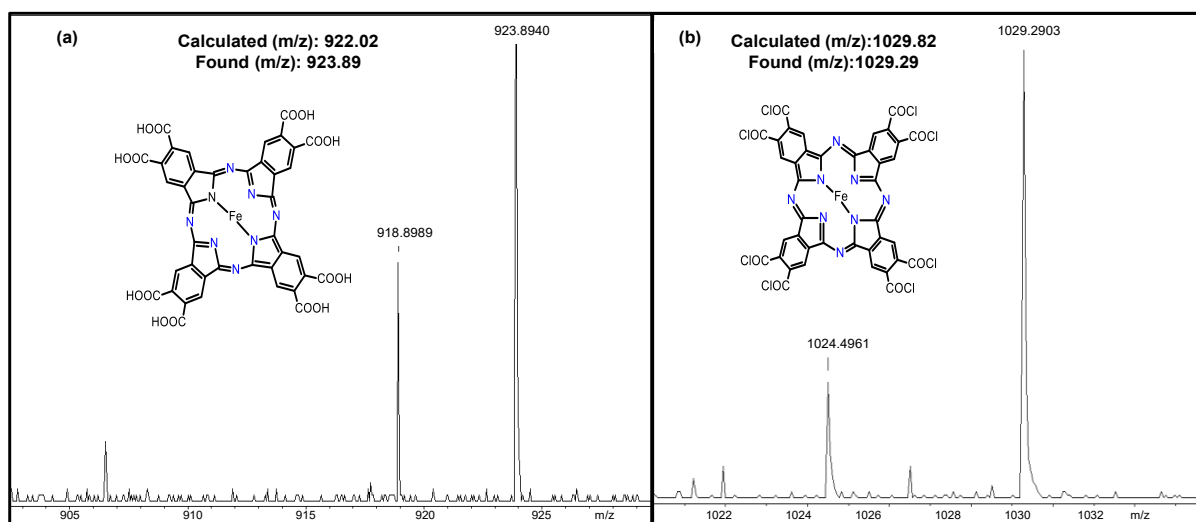 (a)
Calculated (m/z): 922.02
Found (m/z): 923.89
923.8940
918.8989
HOOC
HOOC
COOH
COOH
N
N
N
N
Fe
N
N
N
N
HOOC
HOOC
COOH
COOH
905
910
915
920
925
m/z
(b)
Calculated (m/z):1029.82
Found (m/z):1029.29
1029.2903
1024.4961
ClOC
ClOC
COCl
COCl
N
N
N
N
Fe
N
N
N
N
ClOC
ClOC
COCl
COCl
1022
1024
1026
1028
1030
1032
m/z